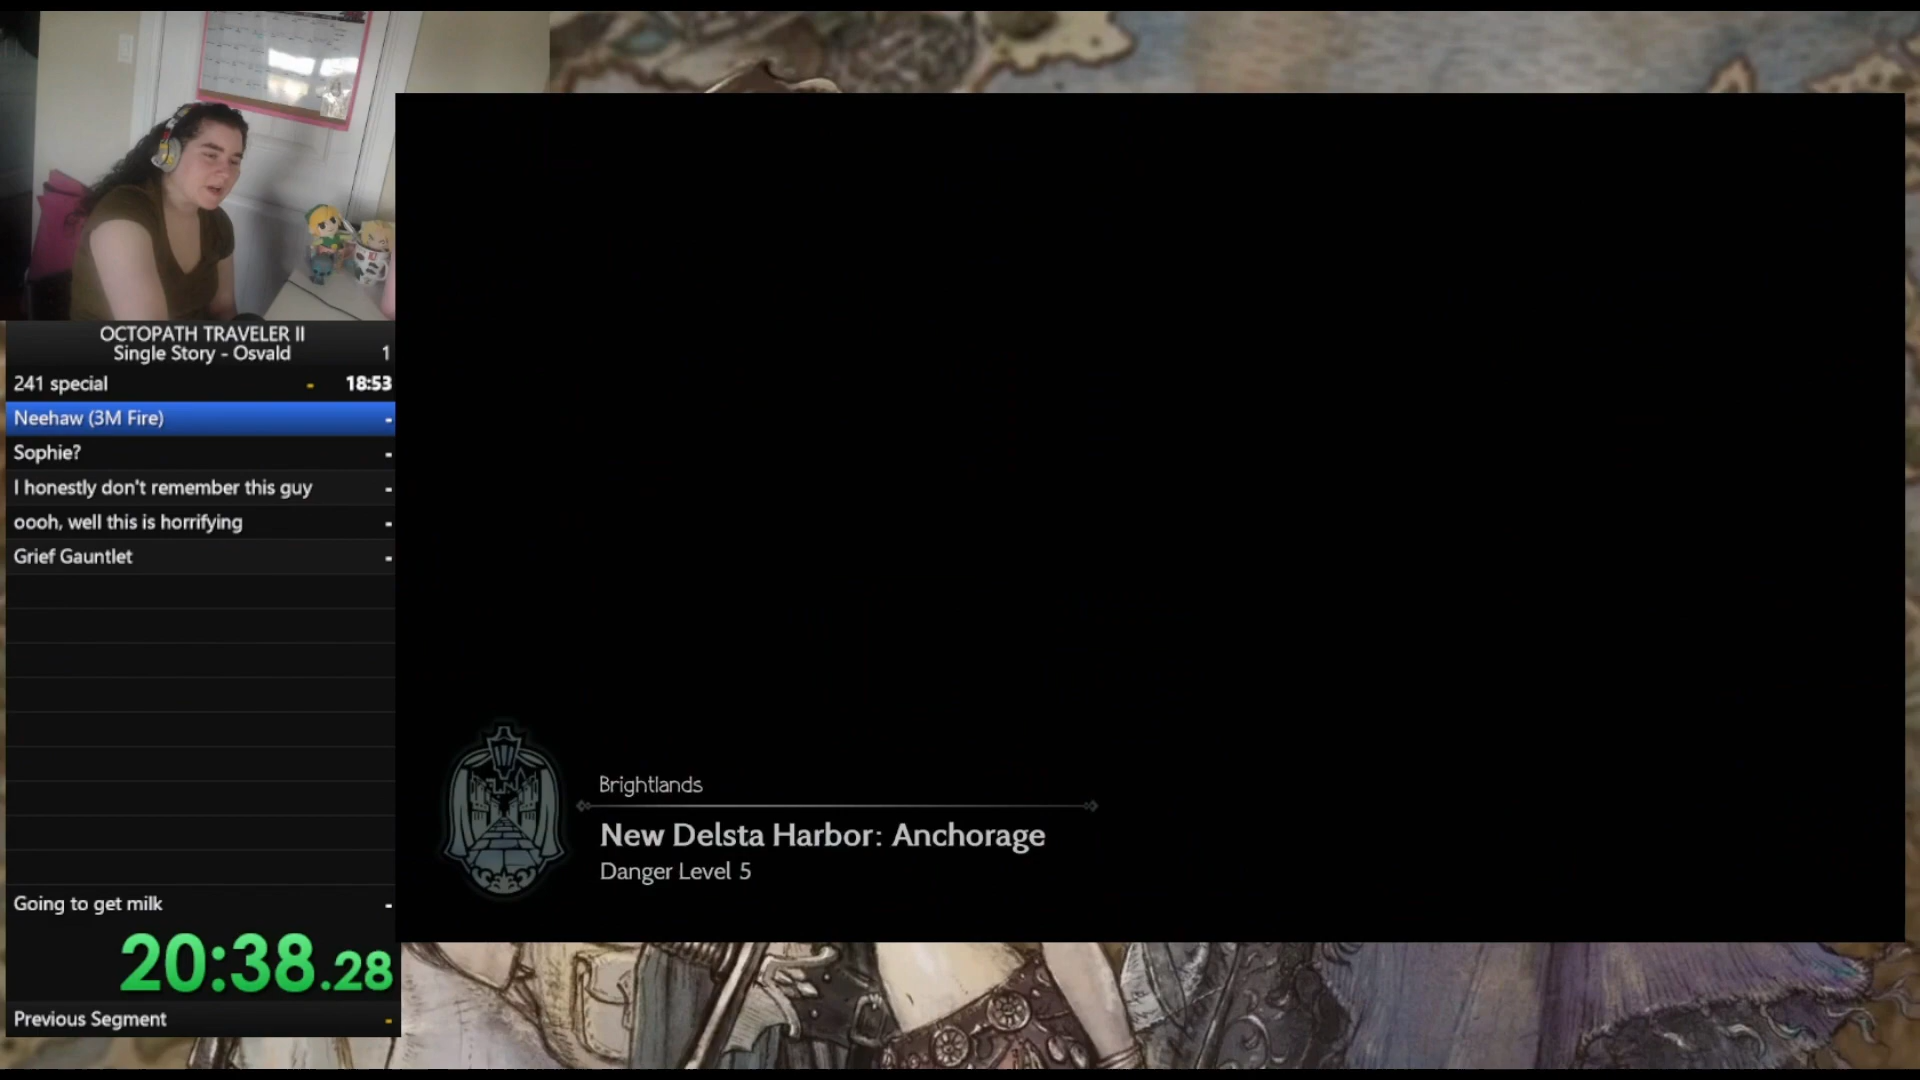 OCTOPATH TRAVELER II
Single Story - Osvald 1
241 special - 18:53
Neehaw (3M Fire) -
Sophie? -
I honestly don't remember this guy -
oooh, well this is horrifying -
Grief Gauntlet -
Going to get milk -
20:38.28
Previous Segment -
Brightlands
New Delsta Harbor: Anchorage
Danger Level 5